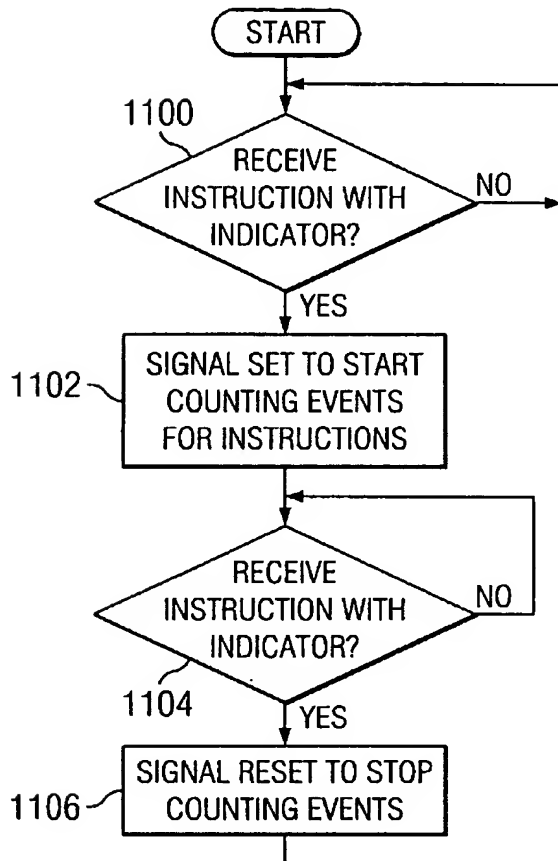 START
1100
RECEIVE
INSTRUCTION WITH
INDICATOR?
NO
YES
1102
SIGNAL SET TO START
COUNTING EVENTS
FOR INSTRUCTIONS
RECEIVE
INSTRUCTION WITH
INDICATOR?
NO
1104
YES
1106
SIGNAL RESET TO STOP
COUNTING EVENTS